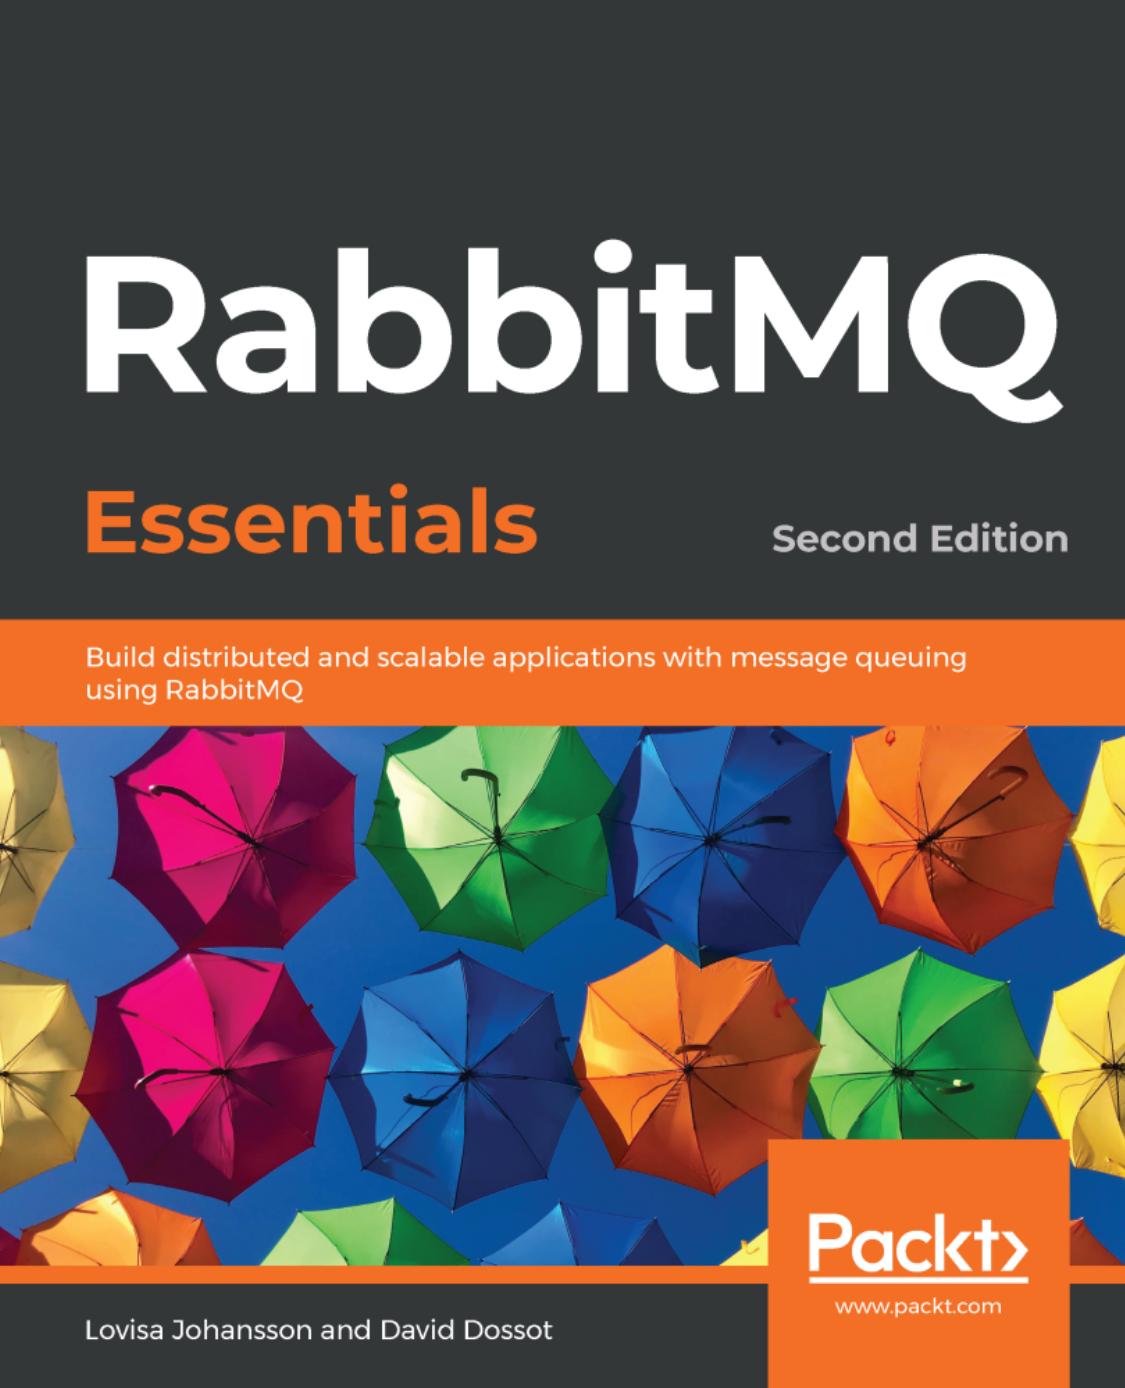 RabbitMQ
Essentials
Second Edition
Build distributed and scalable applications with message queuing
using RabbitMQ
Packt>
www.packt.com
Lovisa Johansson and David Dossot